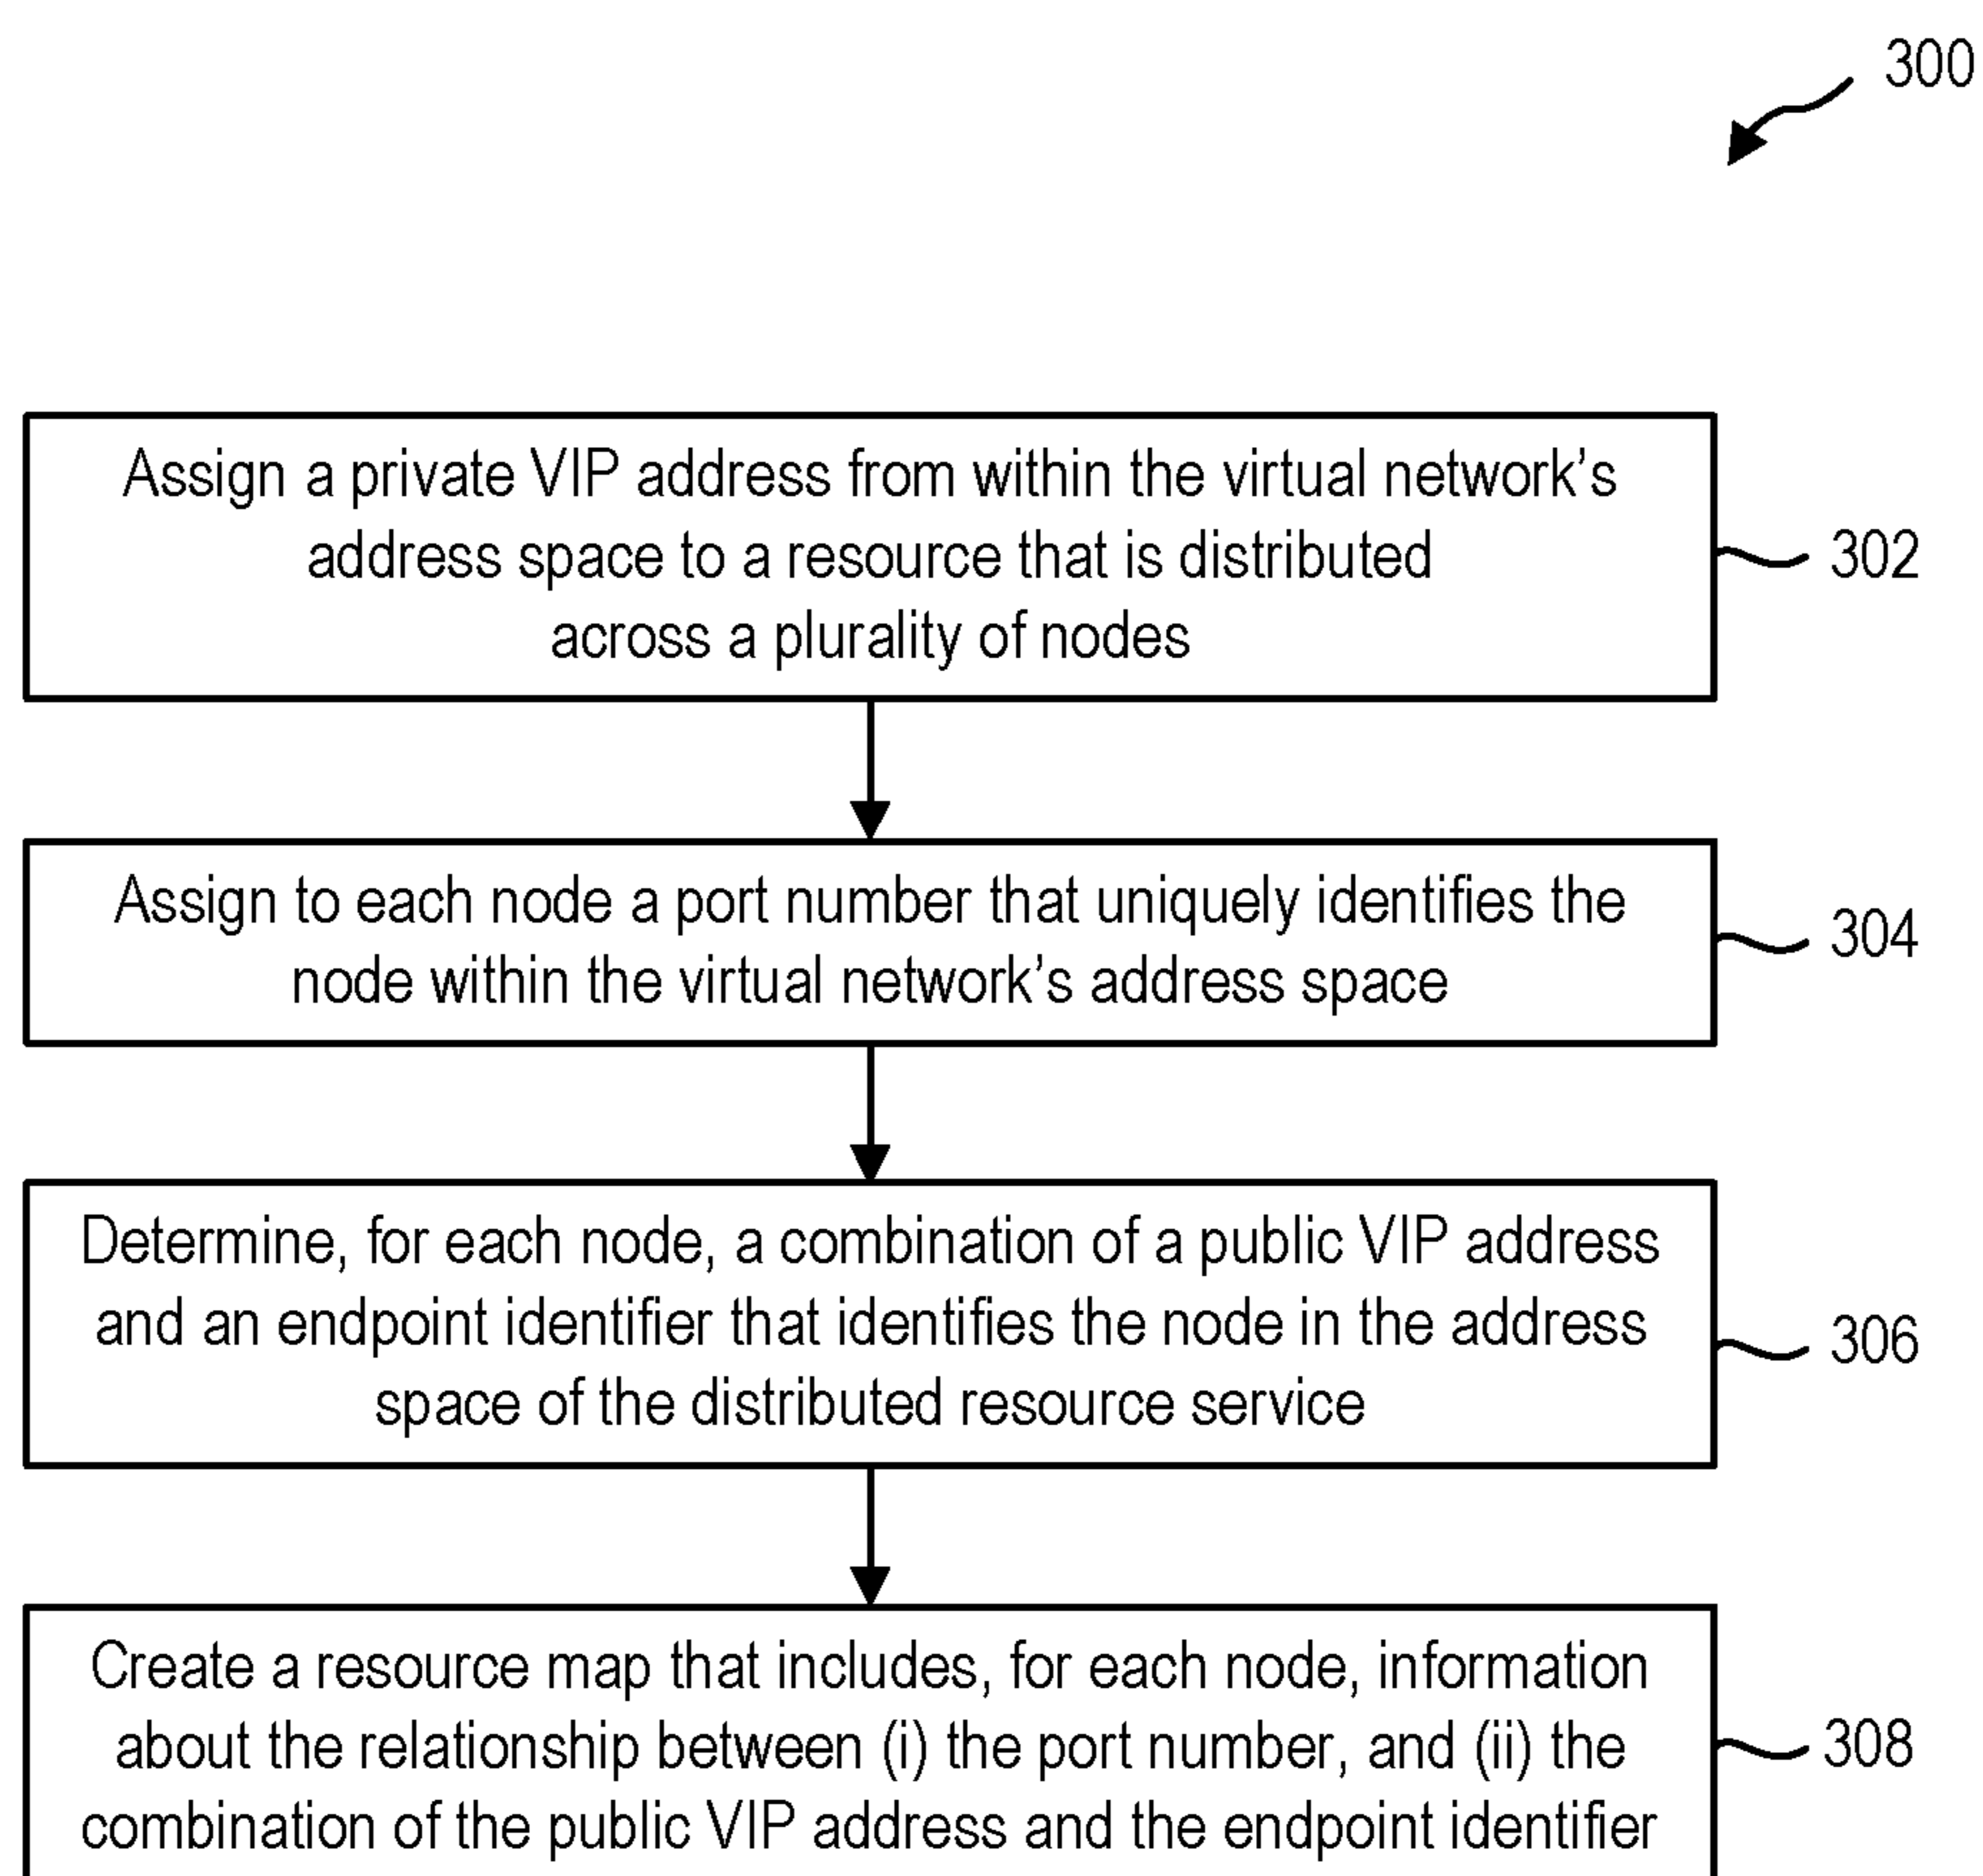 300
Assign a private VIP address from within the virtual network’s
address space to a resource that is distributed
across a plurality of nodes
302
Assign to each node a port number that uniquely identifies the
node within the virtual network’s address space
304
Determine, for each node, a combination of a public VIP address
and an endpoint identifier that identifies the node in the address
space of the distributed resource service
306
Create a resource map that includes, for each node, information
about the relationship between (i) the port number, and (ii) the
combination of the public VIP address and the endpoint identifier
308